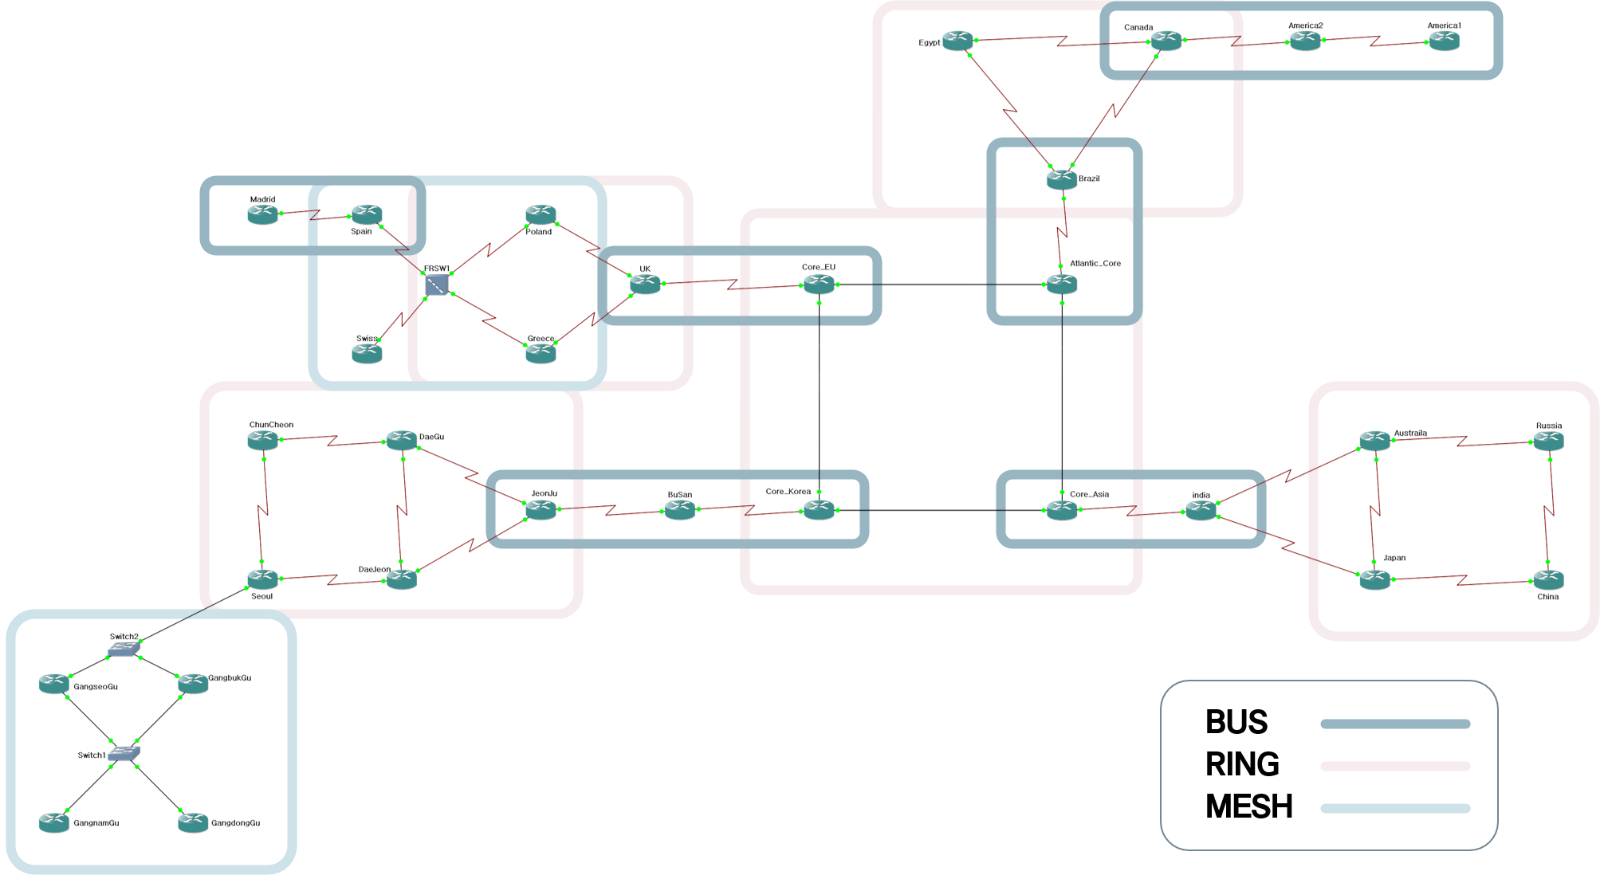 Egypt
Canada
America2
America1
Brazil
Madrid
Spain
Poland
FRSW1
UK
Core_EU
Atlantic_Core
Swiss
Greece
ChunCheon
DaeGu
JeonJu
BuSan
Core_Korea
Core_Asia
india
Austraila
Russia
DaeJeon
Seoul
Japan
China
Switch2
GangseoGu
GangbukGu
Switch1
GangnamGu
GangdongGu
BUS
RING
MESH